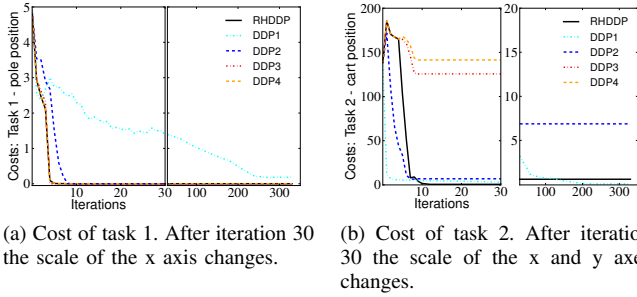 Costs: Task 1 - pole position
5
4
3
2
1
0
10
20
30
100
200
300
Iterations
RHDDP
DDP1
DDP2
DDP3
DDP4
Costs: Task 2 - cart position
200
150
100
50
0
10
20
30
20
15
10
5
100
200
300
Iterations
RHDDP
DDP1
DDP2
DDP3
DDP4
(a) Cost of task 1. After iteration 30
the scale of the x axis changes.
(b) Cost of task 2. After iteratio
30 the scale of the x and y axe
changes.